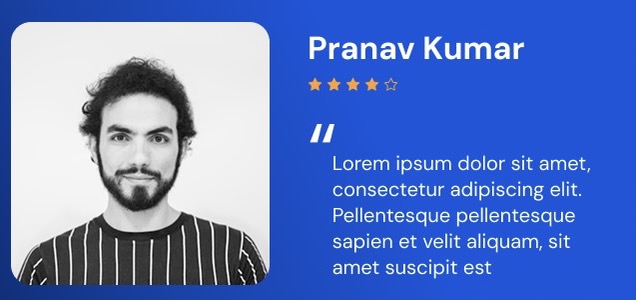 Pranav Kumar
"
Lorem ipsum dolor sit amet,
consectetur adipiscing elit.
Pellentesque pellentesque
sapien et velit aliquam, sit
amet suscipit est